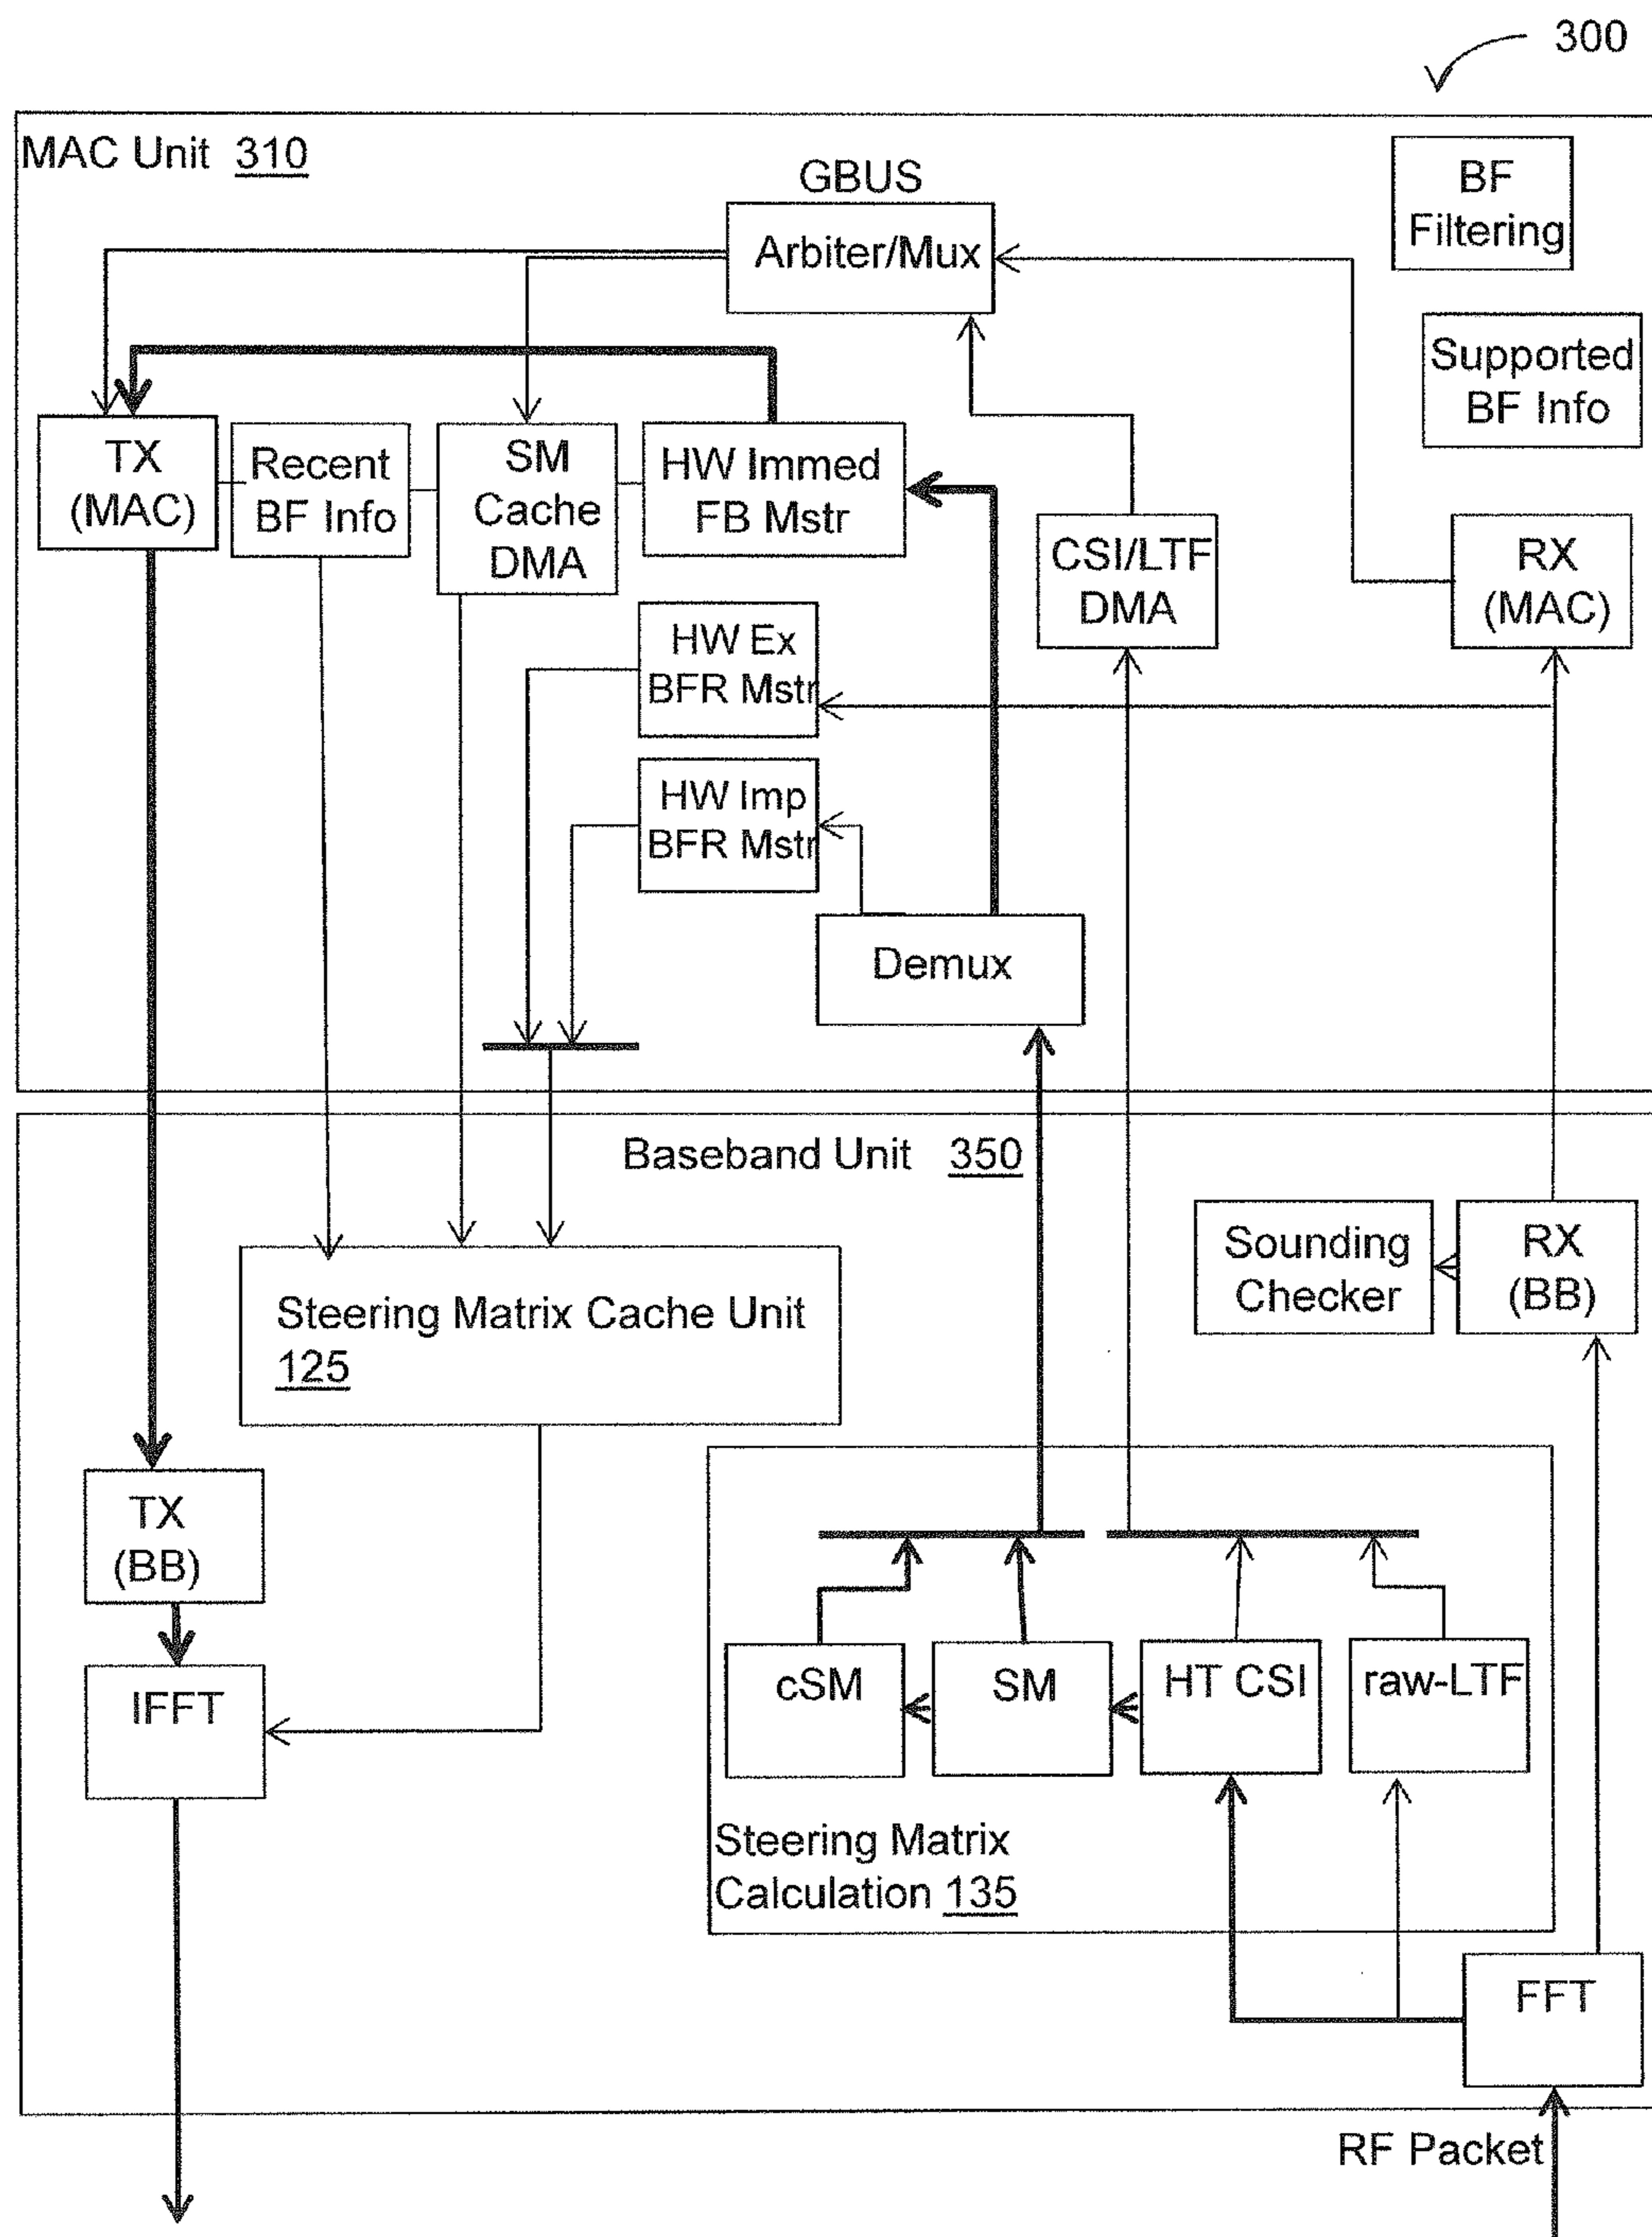 300
MAC Unit 310
GBUS
Arbiter/Mux
BF
Filtering
Supported
BF Info
TX
(MAC)
Recent
BF Info
SM
Cache
DMA
HW Immed
FB Mstr
CSI/LTF
DMA
RX
(MAC)
HW Ex
BFR Mstr
HW Imp
BFR Mstr
Demux
Baseband Unit 350
Sounding
Checker
RX
(BB)
Steering Matrix Cache Unit
125
TX
(BB)
IFFT
cSM
SM
HT CSI
raw-LTF
Steering Matrix
Calculation 135
FFT
RF Packet